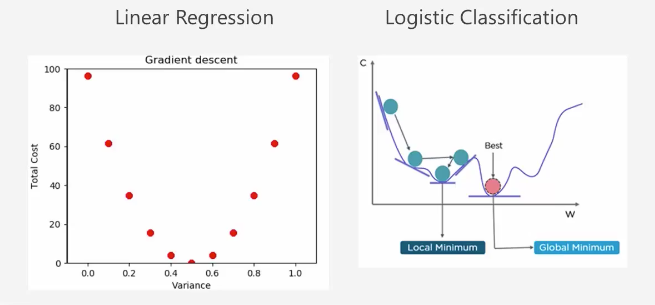 Linear Regression
Logistic Classification
Gradient descent
100
80
60
40
20
0
Total Cost
0.0 0.2 0.4 0.6 0.8 1.0
Variance
C
Best
W
Local Minimum
Global Minimum